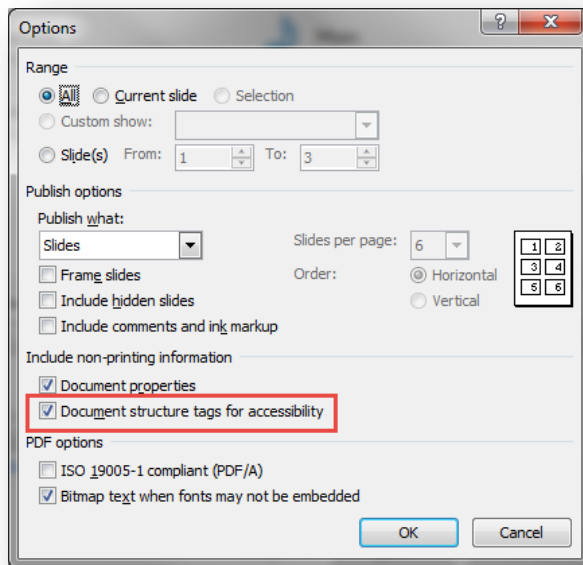 Options
Range
All Current slide Selection
Custom show:
Slide(s) From: 1 To: 3
Publish options
Publish what:
Slides Slides per page: 6
Frame slides Order: Horizontal
Include hidden slides Vertical
Include comments and ink markup
1 2
3 4
5 6
Include non-printing information
Document properties
Document structure tags for accessibility
PDF options
ISO 19005-1 compliant (PDF/A)
Bitmap text when fonts may not be embedded
OK Cancel